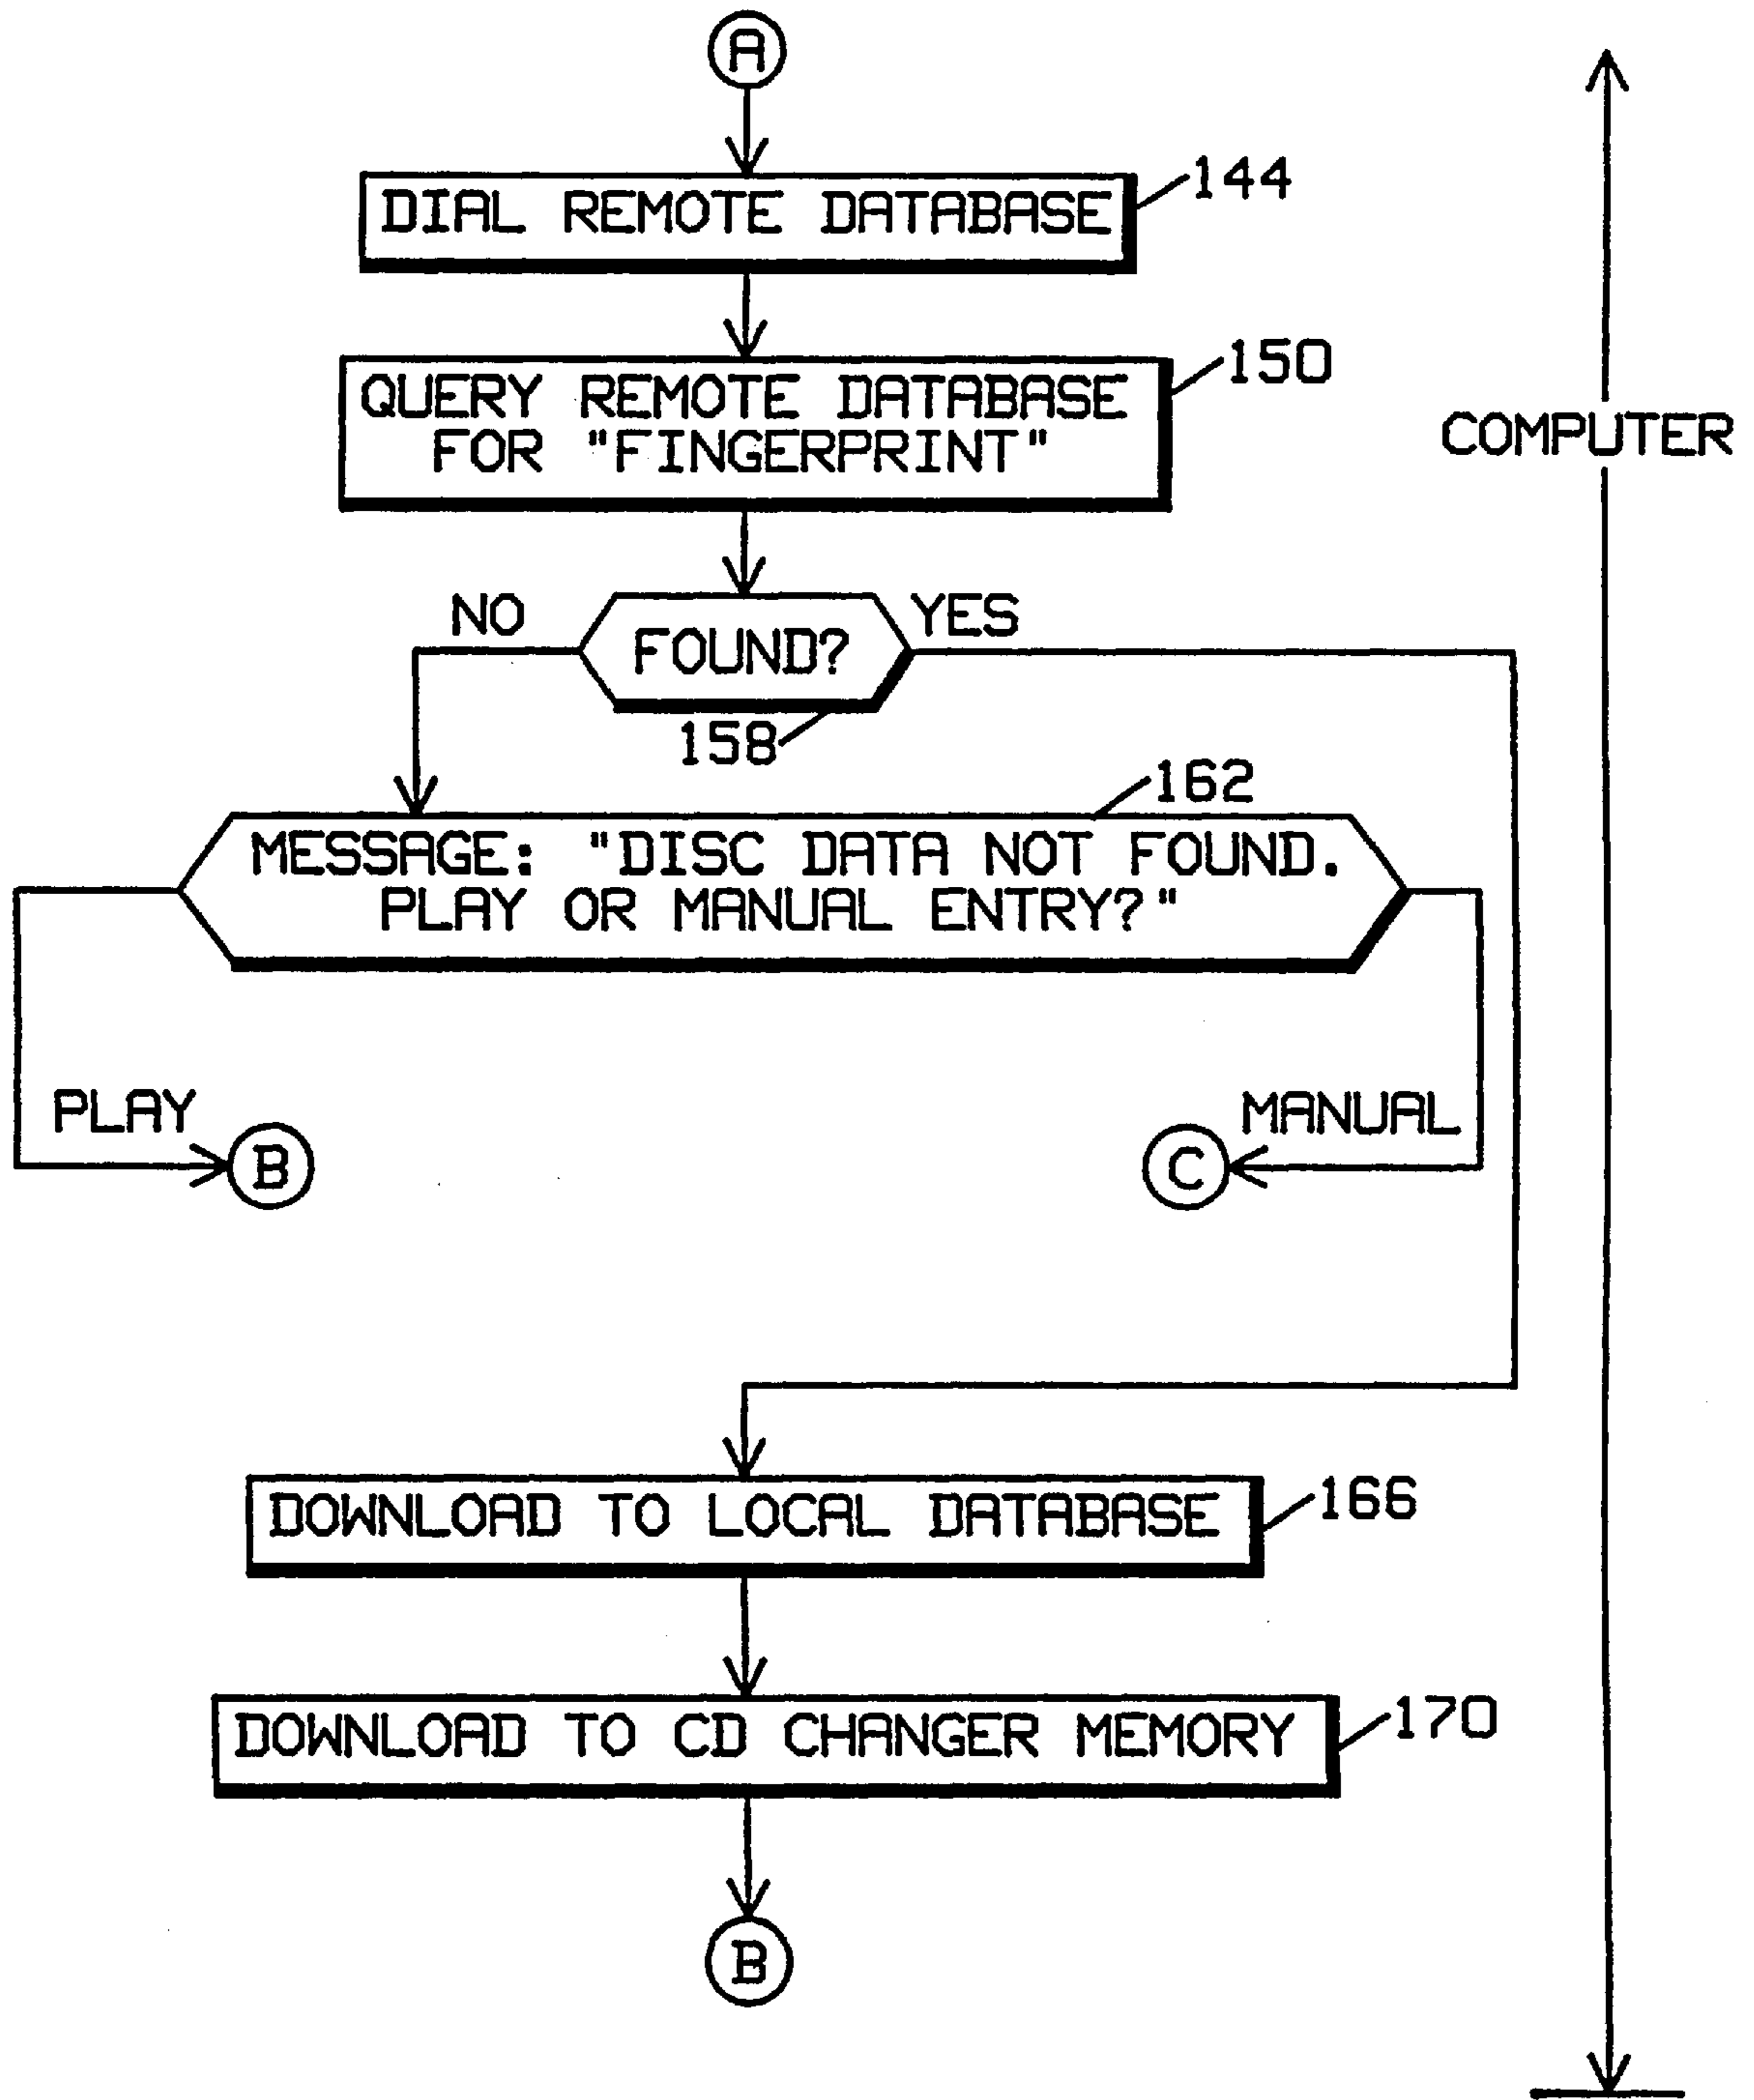 A
DIAL REMOTE DATABASE
144
QUERY REMOTE DATABASE
FOR "FINGERPRINT"
150
COMPUTER
NO
FOUND?
YES
158
162
MESSAGE: "DISC DATA NOT FOUND.
PLAY OR MANUAL ENTRY?"
PLAY
B
MANUAL
C
DOWNLOAD TO LOCAL DATABASE
166
DOWNLOAD TO CD CHANGER MEMORY
170
B